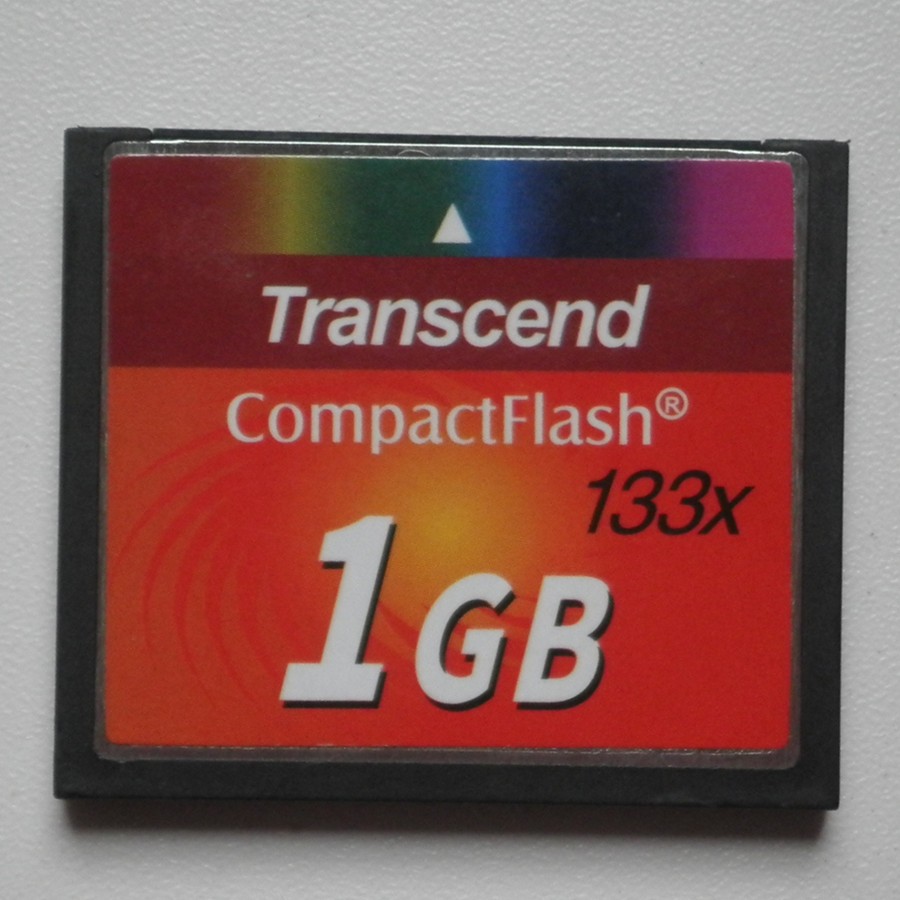 Transcend
CompactFlash®
133x
1GB